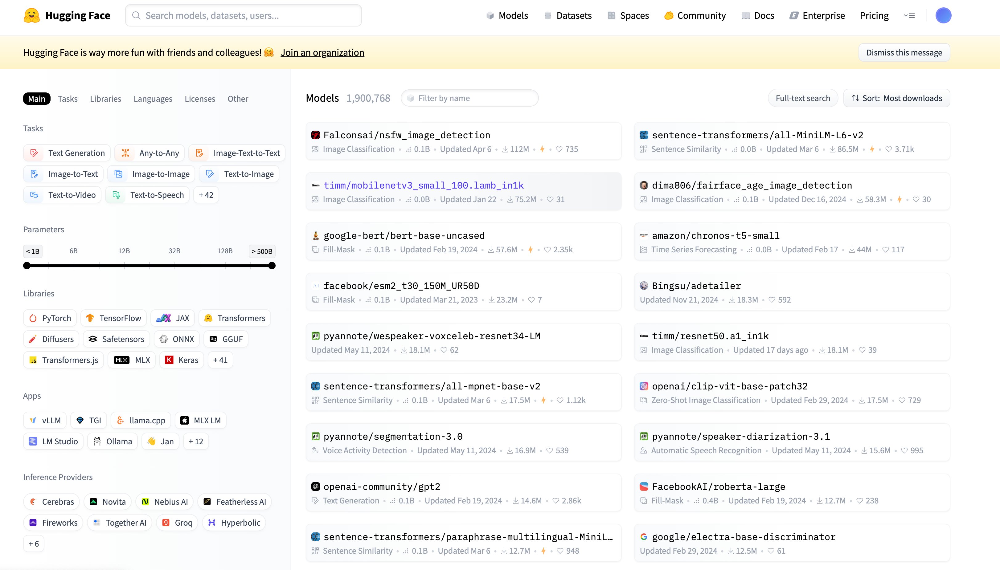 Hugging Face
Search models, datasets, users...
Models
Datasets
Spaces
Community
Docs
Enterprise
Pricing
Hugging Face is way more fun with friends and colleagues! 🤗 Join an organization
Dismiss this message
Main Tasks Libraries Languages Licenses Other
Tasks
Text Generation Any-to-Any Image-Text-to-Text
Image-to-Text Image-to-Image Text-to-Image
Text-to-Video Text-to-Speech + 42
Parameters
< 1B 6B 12B 32B 128B > 500B
Libraries
PyTorch TensorFlow JAX Transformers
Diffusers Safetensors ONNX GGUF
Transformers.js MLX Keras + 41
Apps
vLLM TGI llama.cpp MLX LM
LM Studio Ollama Jan + 12
Inference Providers
Cerebras Novita Nebius AI Featherless AI
Fireworks Together AI Groq Hyperbolic
+ 6
Models 1,900,768 Filter by name
Full-text search Sort: Most downloads
Falconsai/nsfw_image_detection
Image Classification • 0.1B • Updated Apr 6 • 112M • 735
sentence-transformers/all-MiniLM-L6-v2
Sentence Similarity • 0.0B • Updated Mar 6 • 86.5M • 3.71k
timm timm/mobilenetv3_small_100.lamb_in1k
Image Classification • 0.0B • Updated Jan 22 • 75.2M • 31
dima806/fairface_age_image_detection
Image Classification • 0.1B • Updated Dec 16, 2024 • 58.3M • 30
google-bert/bert-base-uncased
Fill-Mask • 0.1B • Updated Feb 19, 2024 • 57.6M • 2.35k
amazon amazon/chronos-t5-small
Time Series Forecasting • 0.0B • Updated Feb 17 • 44M • 117
facebook/esm2_t30_150M_UR50D
Fill-Mask • 0.1B • Updated Mar 21, 2023 • 23.2M • 7
Bingsu/adetailer
Updated Nov 21, 2024 • 18.3M • 592
pyannote/wespeaker-voxceleb-resnet34-LM
Updated May 11, 2024 • 18.1M • 62
timm timm/resnet50.a1_in1k
Image Classification • Updated 17 days ago • 18.1M • 39
sentence-transformers/all-mpnet-base-v2
Sentence Similarity • 0.1B • Updated Mar 6 • 17.5M • 1.12k
openai/clip-vit-base-patch32
Zero-Shot Image Classification • Updated Feb 29, 2024 • 17.5M • 729
pyannote/segmentation-3.0
Voice Activity Detection • Updated May 11, 2024 • 16.9M • 539
pyannote/speaker-diarization-3.1
Automatic Speech Recognition • Updated May 11, 2024 • 15.6M • 995
openai-community/gpt2
Text Generation • 0.1B • Updated Feb 19, 2024 • 14.6M • 2.86k
FacebookAI/roberta-large
Fill-Mask • 0.4B • Updated Feb 19, 2024 • 12.7M • 238
sentence-transformers/paraphrase-multilingual-MiniL…
Sentence Similarity • 0.1B • Updated Mar 6 • 12.7M • 948
google/electra-base-discriminator
Updated Feb 29, 2024 • 12.5M • 61